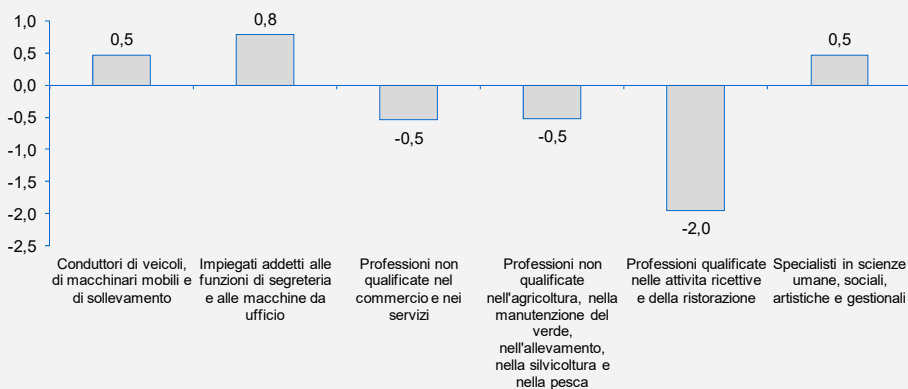 1,0
0,5
0,0
-0,5
-1,0
-1,5
-2,0
-2,5
0,5
0,8
-0,5
-0,5
-2,0
0,5
Conduttori di veicoli,
di macchinari mobili e
di sollevamento
Impiegati addetti alle
funzioni di segreteria
e alle macchine da
ufficio
Professioni non
qualificate nel
commercio e nei
servizi
Professioni non
qualificate
nell'agricoltura, nella
manutenzione del
verde,
nell'allevamento,
nella silvicoltura e
nella pesca
Professioni qualificate
nelle attivita ricettive
e della ristorazione
Specialisti in scienze
umane, sociali,
artistiche e gestionali